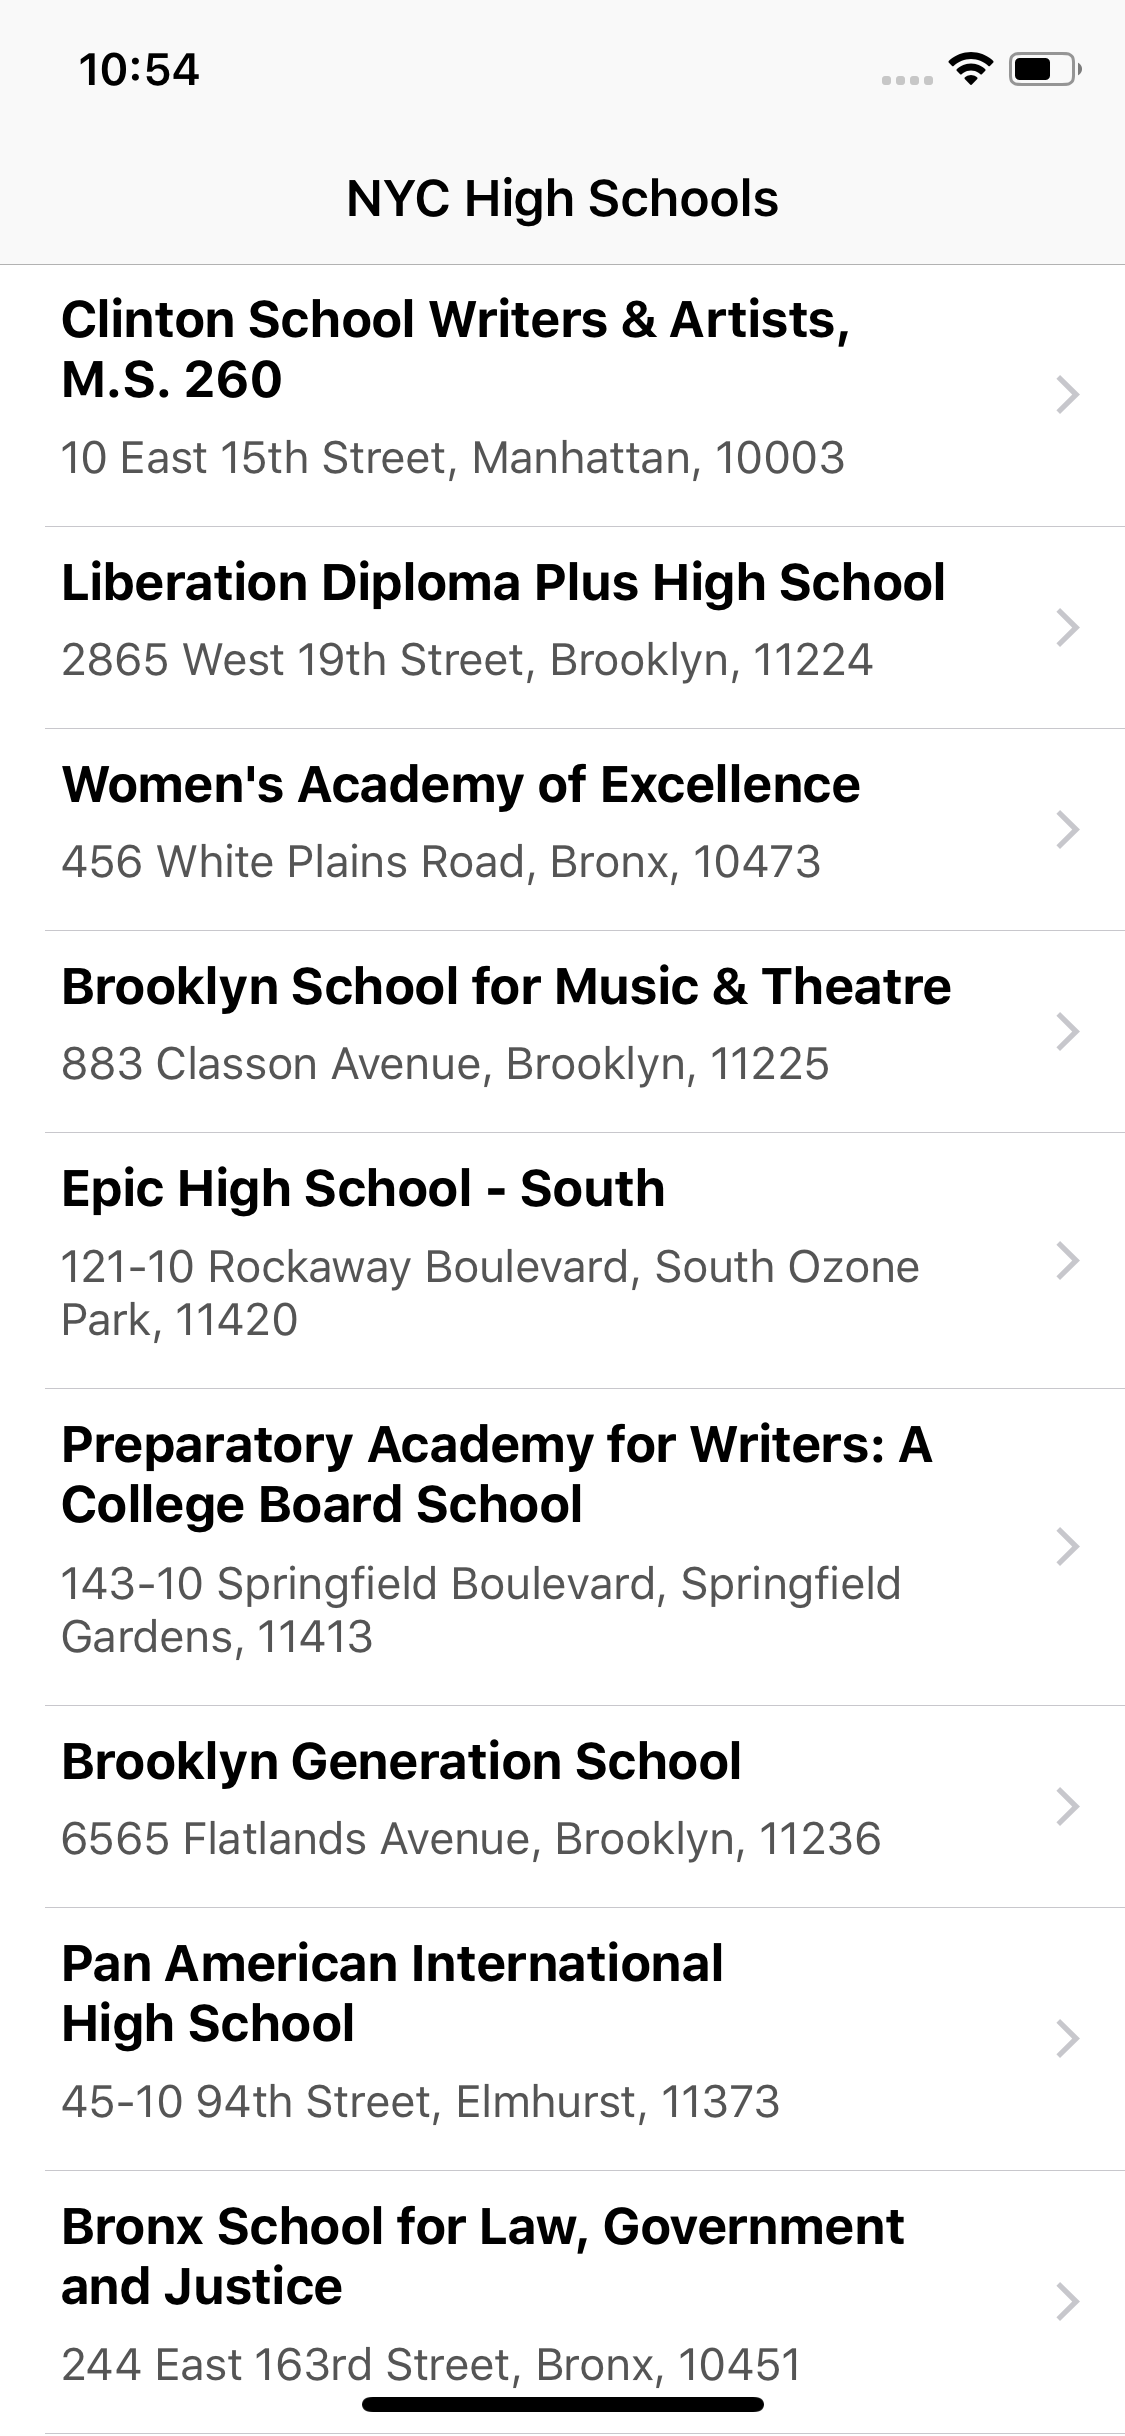 10:54
NYC High Schools
Clinton School Writers & Artists,
M.S. 260
10 East 15th Street, Manhattan, 10003
Liberation Diploma Plus High School
2865 West 19th Street, Brooklyn, 11224
Women's Academy of Excellence
456 White Plains Road, Bronx, 10473
Brooklyn School for Music & Theatre
883 Classon Avenue, Brooklyn, 11225
Epic High School - South
121-10 Rockaway Boulevard, South Ozone
Park, 11420
Preparatory Academy for Writers: A
College Board School
143-10 Springfield Boulevard, Springfield
Gardens, 11413
Brooklyn Generation School
6565 Flatlands Avenue, Brooklyn, 11236
Pan American International
High School
45-10 94th Street, Elmhurst, 11373
Bronx School for Law, Government
and Justice
244 East 163rd Street, Bronx, 10451